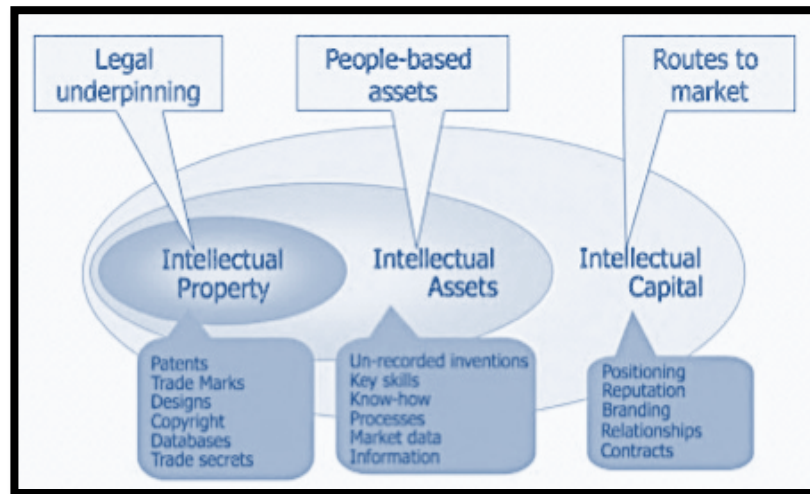 Legal
underpinning
People-based
assets
Routes to
market
Intellectual
Property
Intellectual
Assets
Intellectual
Capital
Patents
Trade Marks
Designs
Copyright
Databases
Trade secrets
Un-recorded inventions
Key skills
Know-how
Processes
Market data
Information
Positioning
Reputation
Branding
Relationships
Contracts